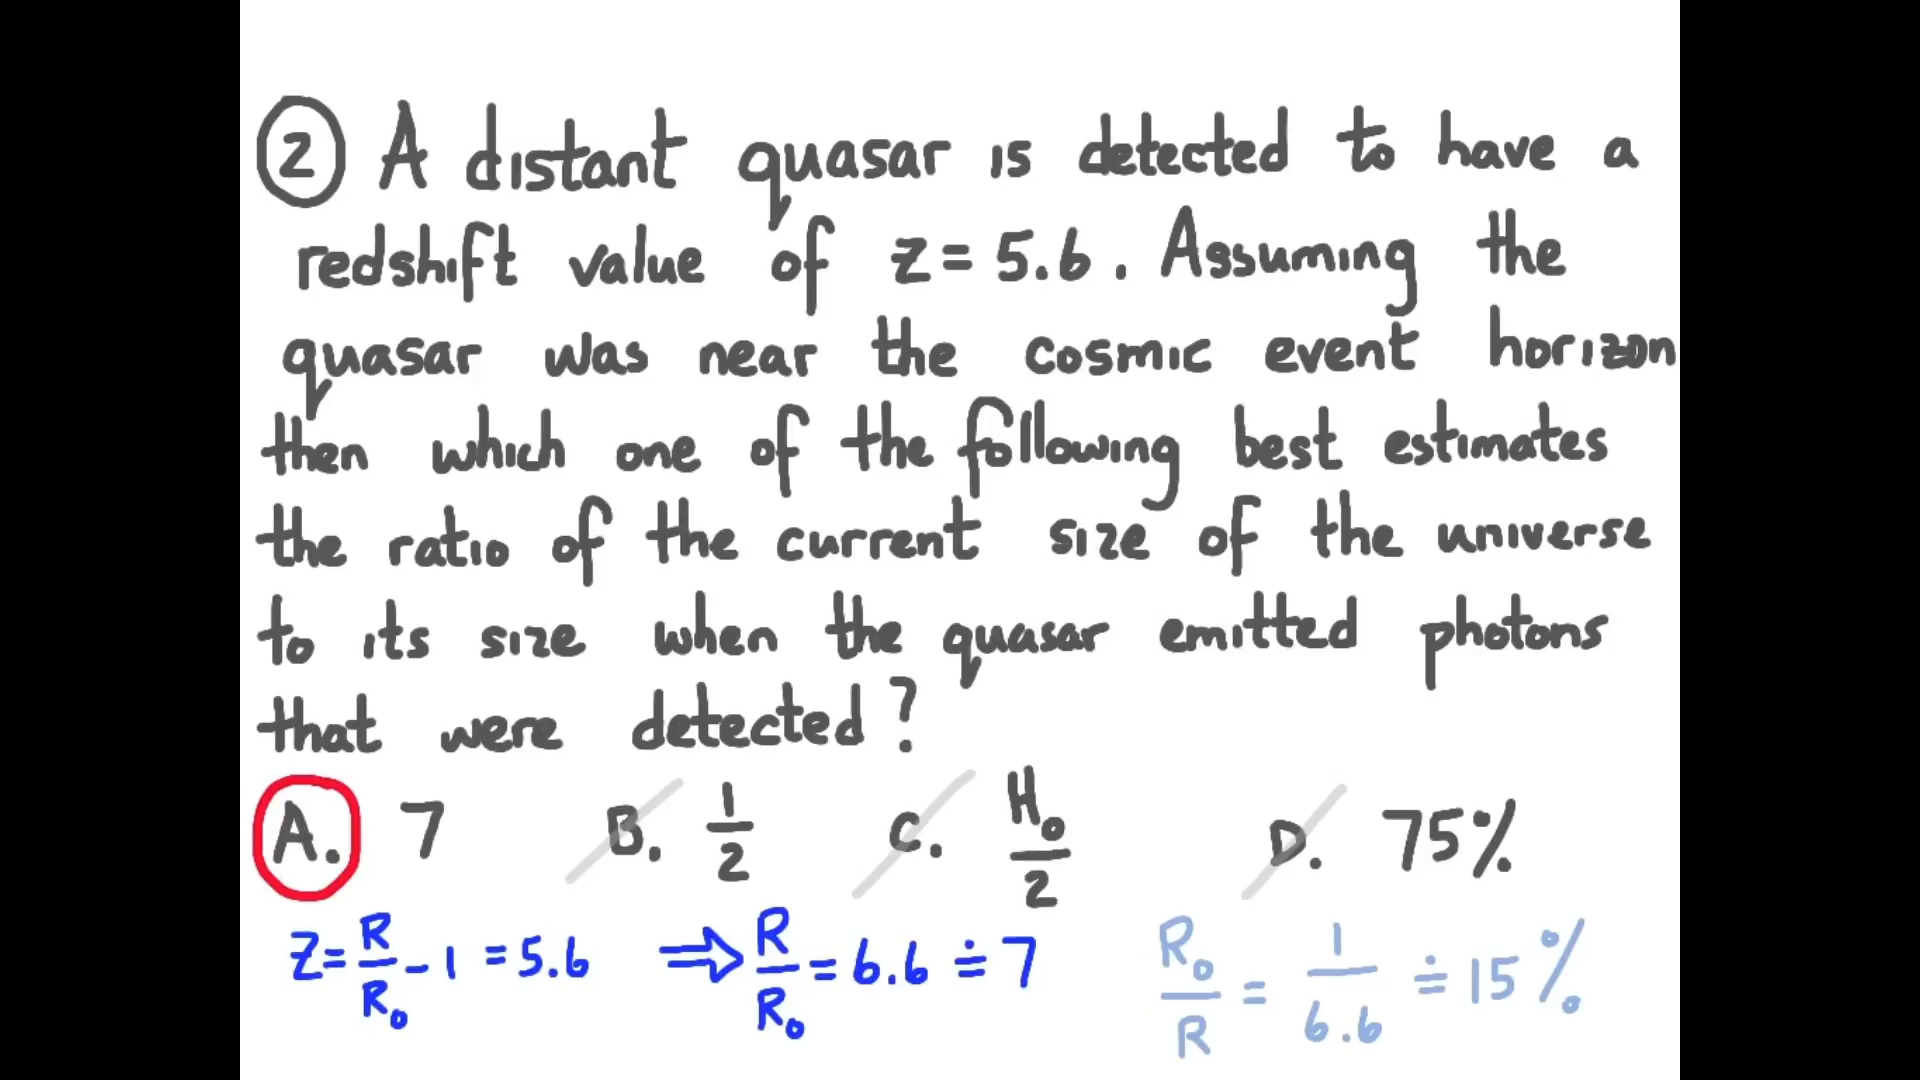 ② A distant quasar is detected to have a
redshift value of z = 5.6. Assuming the
quasar was near the cosmic event horizon
then which one of the following best estimates
the ratio of the current size of the universe
to its size when the quasar emitted photons
that were detected?
A. 7 B. 1/2 C. H₀/2 D. 75%
z = R/R₀ - 1 = 5.6 ⇒ R/R₀ = 6.6 ≐ 7 R₀/R = 1/6.6 ≐ 15%